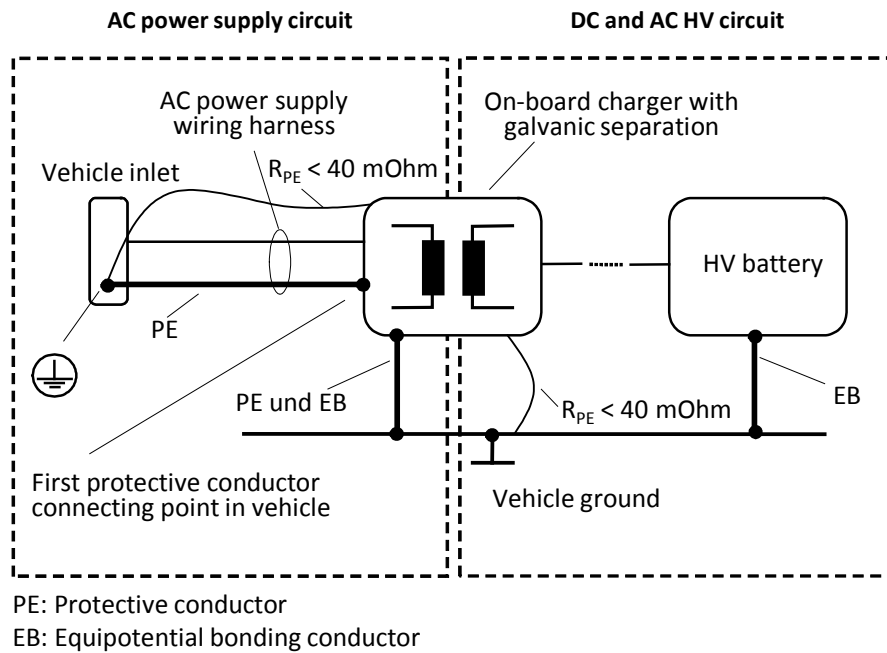 AC power supply circuit
DC and AC HV circuit
AC power supply
wiring harness
On-board charger with
galvanic separation
Vehicle inlet
RPE < 40 mOhm
HV battery
PE
PE und EB
RPE < 40 mOhm
EB
First protective conductor
connecting point in vehicle
Vehicle ground
PE: Protective conductor
EB: Equipotential bonding conductor